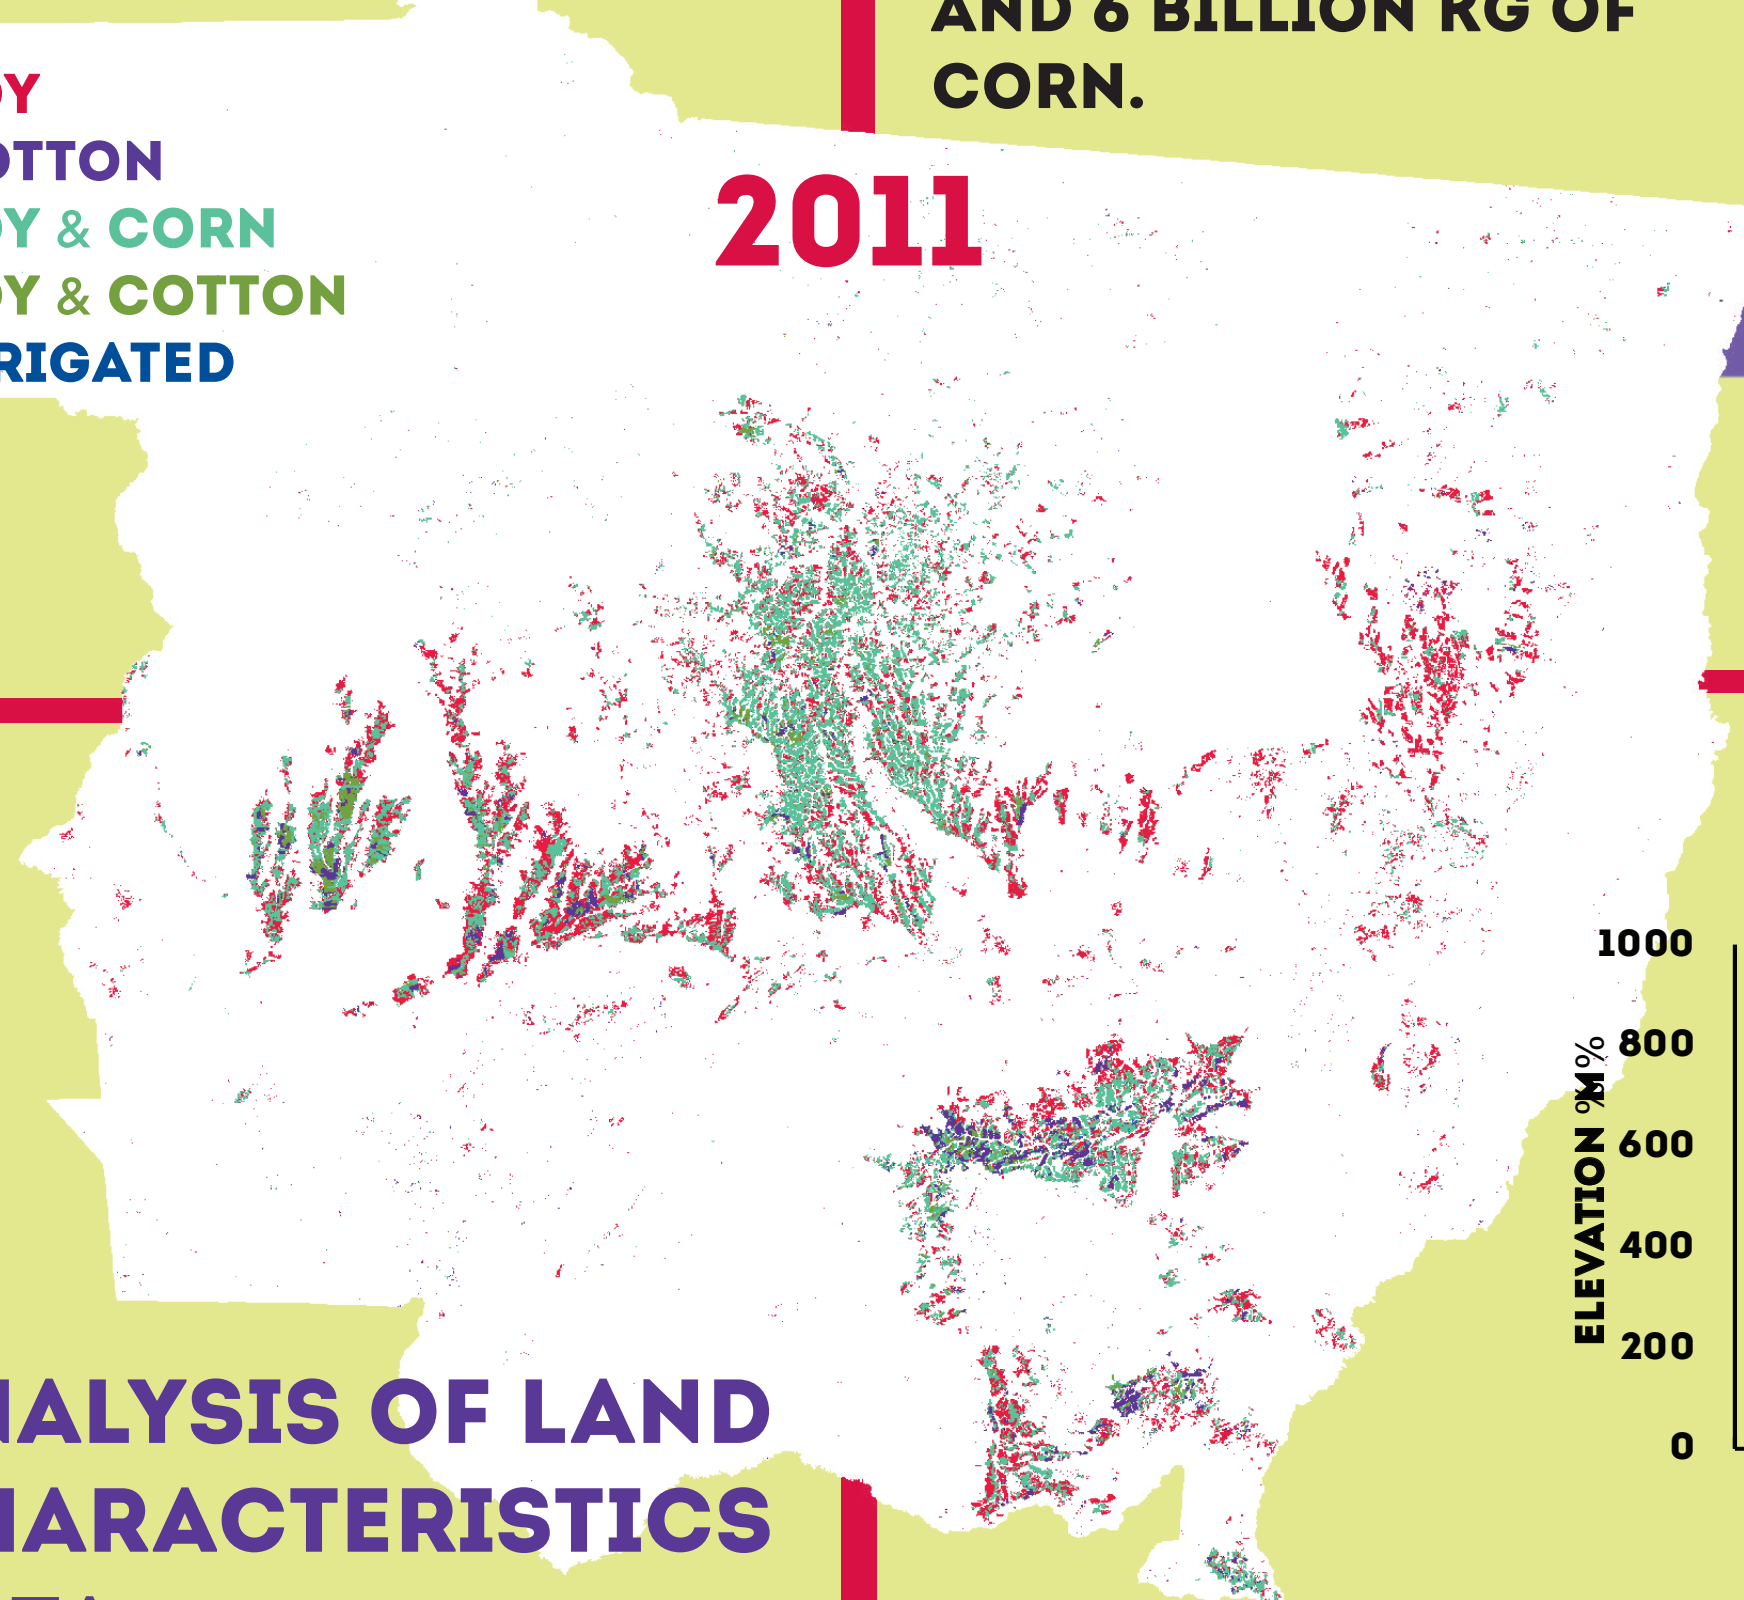 AND 6 BILLION KG OF
CORN.
OY
OTTON
OY & CORN
OY & COTTON
RIGATED
2011
1000
800
600
400
200
0
NALYSIS OF LAND
HARACTERISTICS